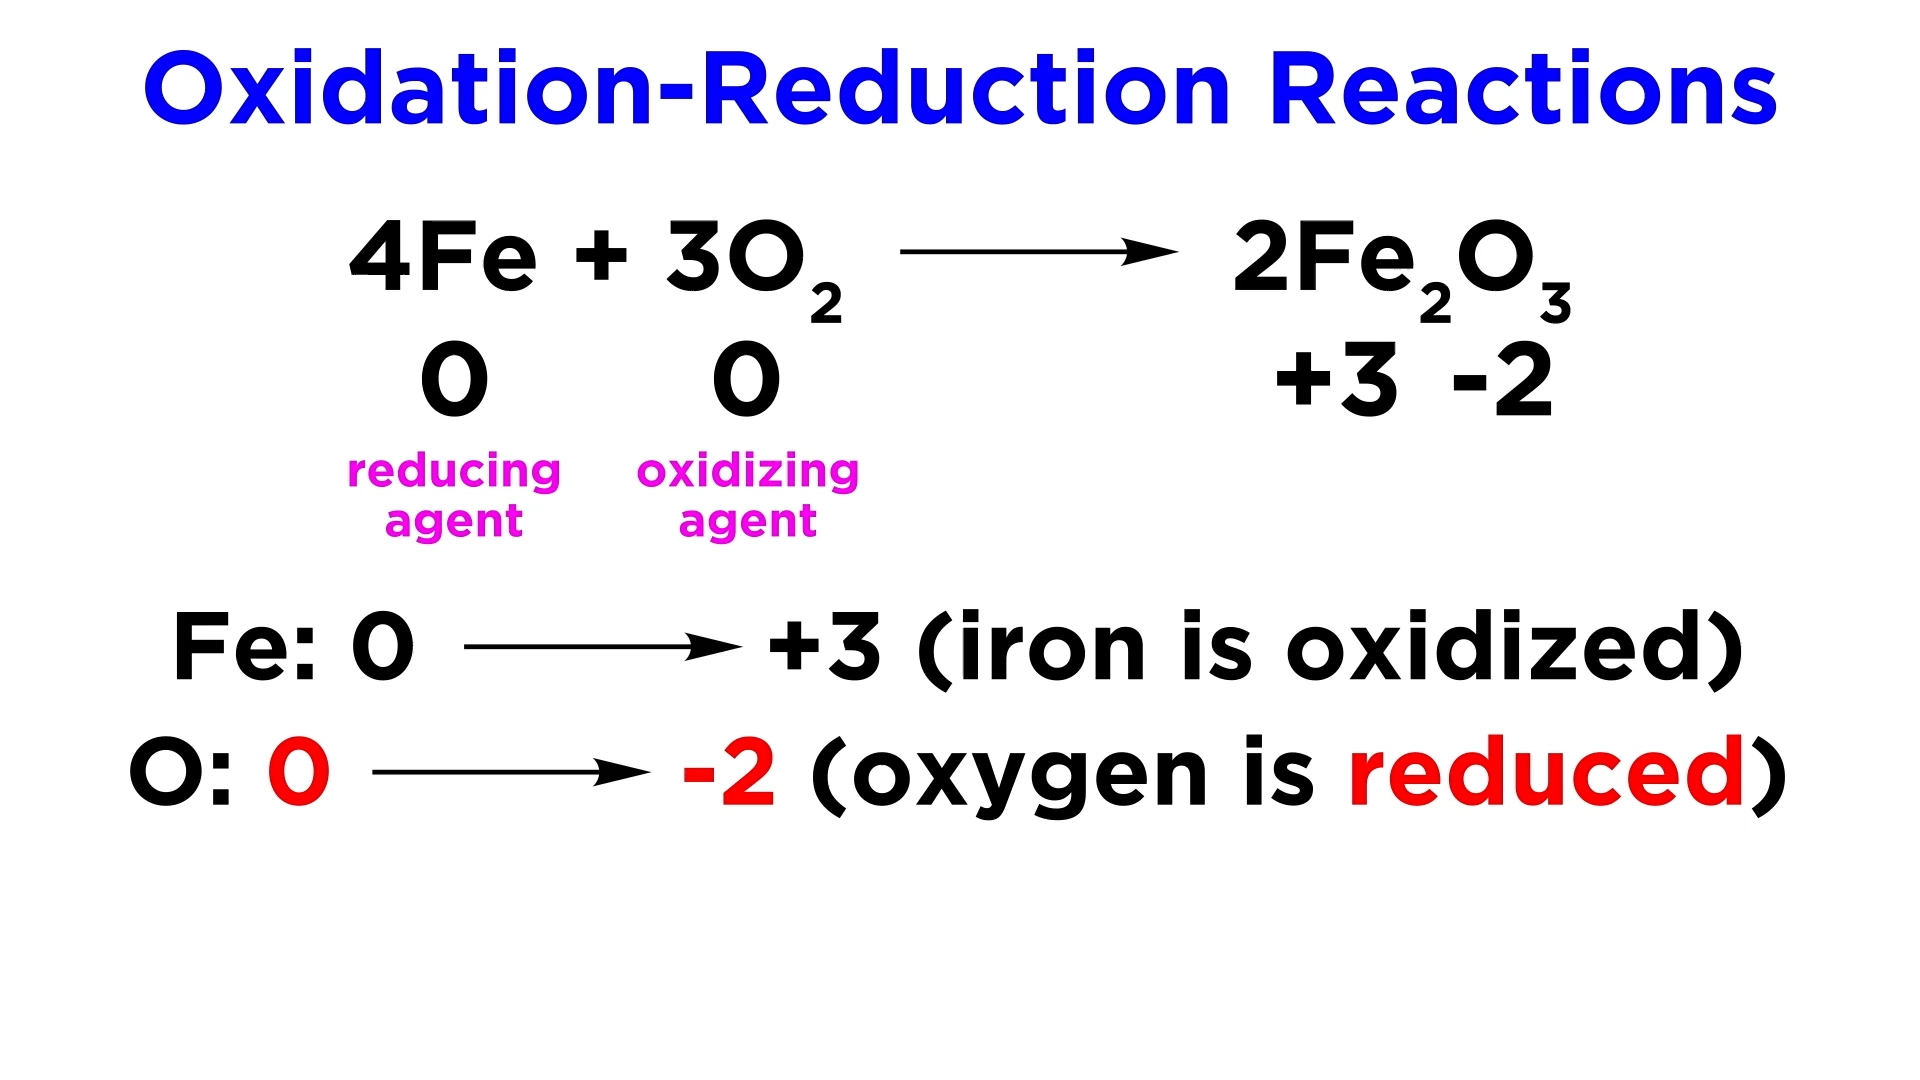 Oxidation-Reduction Reactions
4Fe + 3O₂ ⟶ 2Fe₂O₃
0 0 +3 -2
reducing oxidizing
agent agent
Fe: 0 ⟶ +3 (iron is oxidized)
O: 0 ⟶ -2 (oxygen is reduced)